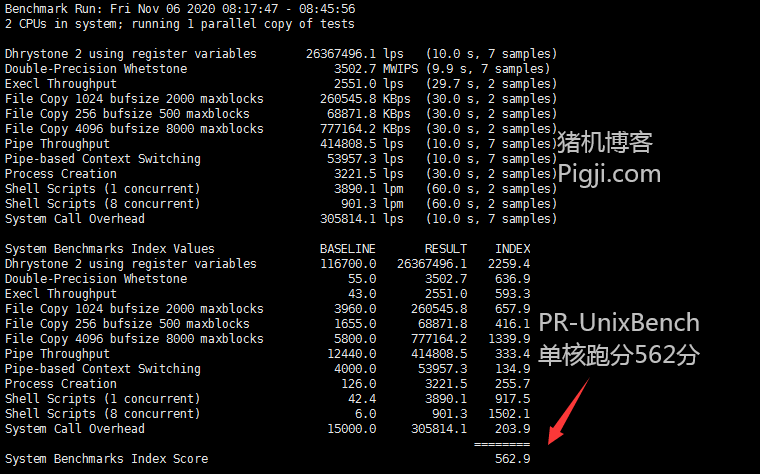 Benchmark Run: Fri Nov 06 2020 08:17:47 - 08:45:56
2 CPUs in system; running 1 parallel copy of tests
Dhrystone 2 using register variables 26367496.1 lps (10.0 s, 7 samples)
Double-Precision Whetstone 3502.7 MWIPS (9.9 s, 7 samples)
Execl Throughput 2551.0 lps (29.7 s, 2 samples)
File Copy 1024 bufsize 2000 maxblocks 260545.8 KBps (30.0 s, 2 samples)
File Copy 256 bufsize 500 maxblocks 68871.8 KBps (30.0 s, 2 samples)
File Copy 4096 bufsize 8000 maxblocks 777164.2 KBps (30.0 s, 2 samples)
Pipe Throughput 414808.5 lps (10.0 s, 7 samples)
Pipe-based Context Switching 53957.3 lps (10.0 s, 7 samples)
Process Creation 3221.5 lps (30.0 s, 2 samples)
Shell Scripts (1 concurrent) 3890.1 lpm (60.0 s, 2 samples)
Shell Scripts (8 concurrent) 901.3 lpm (60.0 s, 2 samples)
System Call Overhead 305814.1 lps (10.0 s, 7 samples)
猪机博客
Pigji.com
System Benchmarks Index Values BASELINE RESULT INDEX
Dhrystone 2 using register variables 116700.0 26367496.1 2259.4
Double-Precision Whetstone 55.0 3502.7 636.9
Execl Throughput 43.0 2551.0 593.3
File Copy 1024 bufsize 2000 maxblocks 3960.0 260545.8 657.9
File Copy 256 bufsize 500 maxblocks 1655.0 68871.8 416.1
File Copy 4096 bufsize 8000 maxblocks 5800.0 777164.2 1339.9
Pipe Throughput 12440.0 414808.5 333.4
Pipe-based Context Switching 4000.0 53957.3 134.9
Process Creation 126.0 3221.5 255.7
Shell Scripts (1 concurrent) 42.4 3890.1 917.5
Shell Scripts (8 concurrent) 6.0 901.3 1502.1
System Call Overhead 15000.0 305814.1 203.9
========
System Benchmarks Index Score 562.9
PR-UnixBench
单核跑分562分